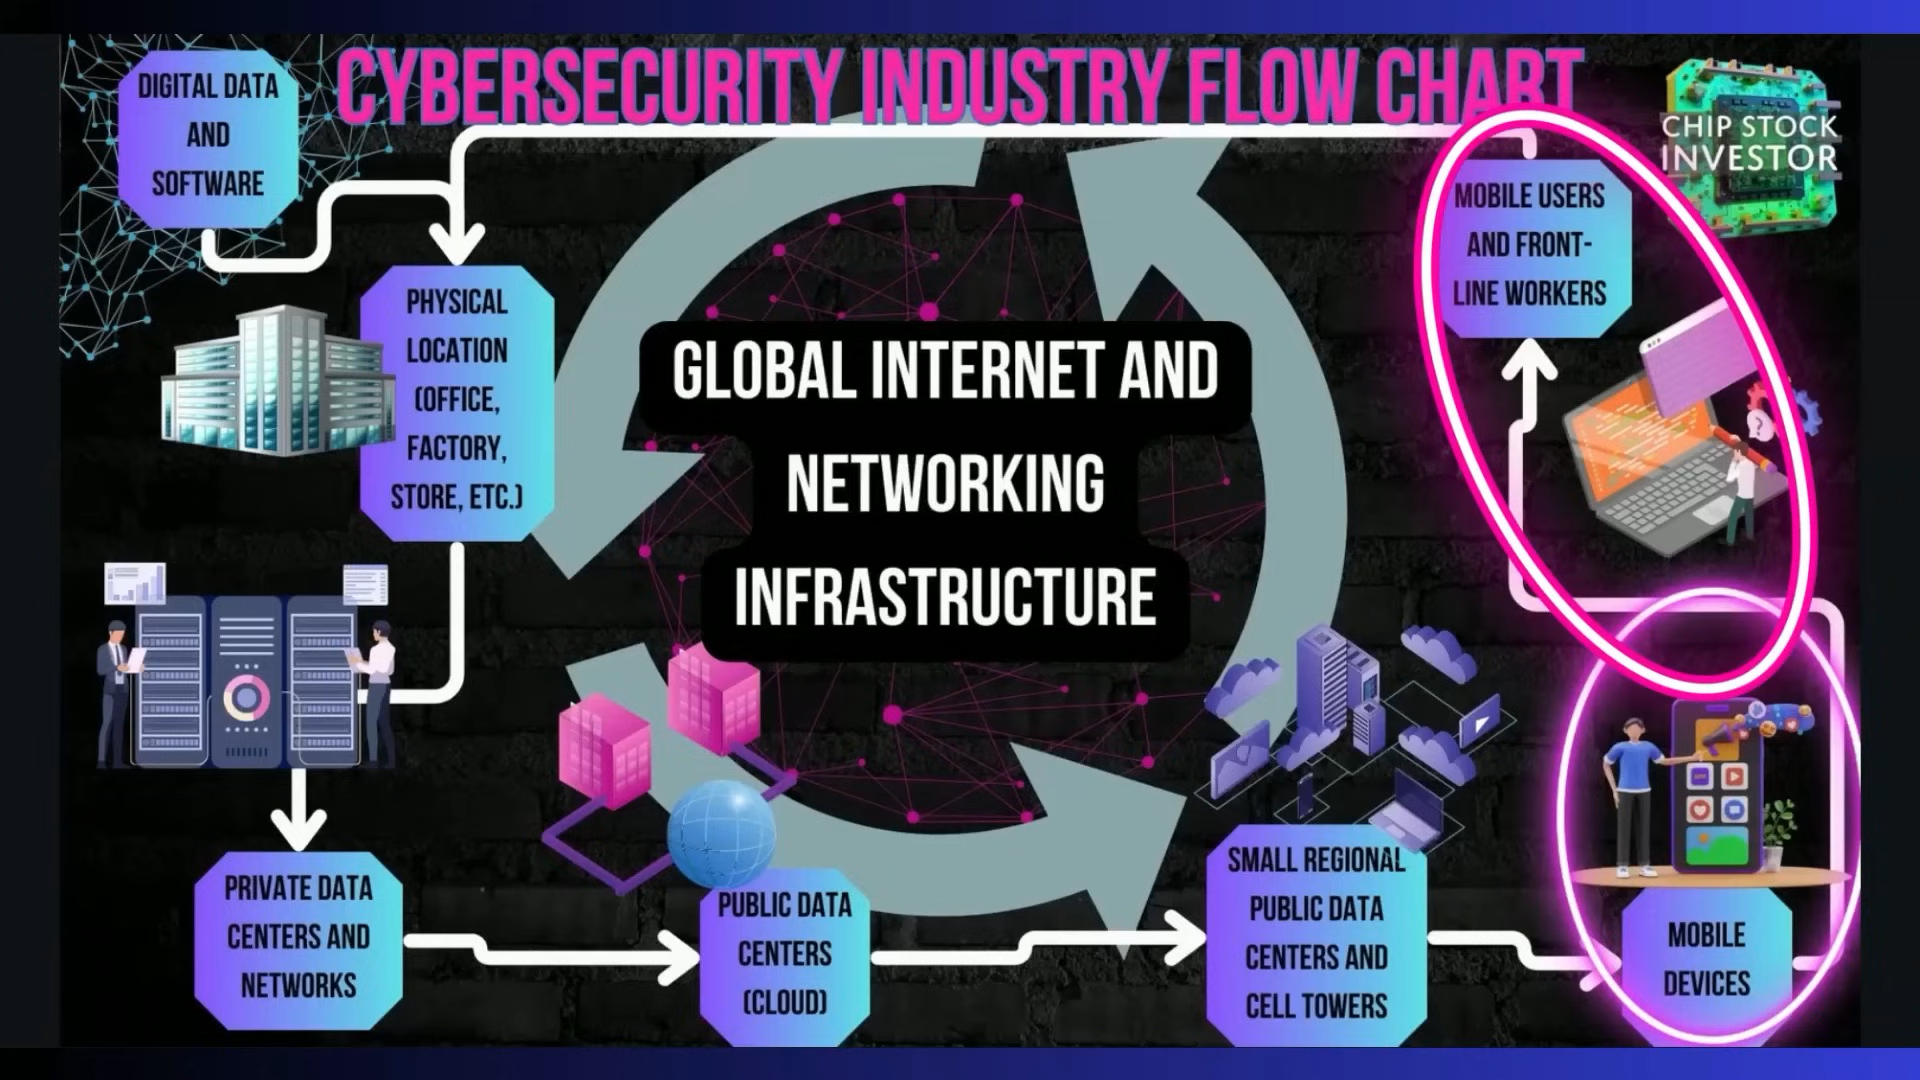 CYBERSECURITY INDUSTRY FLOW CHART
DIGITAL DATA
AND
SOFTWARE
CHIP STOCK
INVESTOR
MOBILE USERS
AND FRONT-
LINE WORKERS
PHYSICAL
LOCATION
(OFFICE,
FACTORY,
STORE, ETC.)
GLOBAL INTERNET AND
NETWORKING
INFRASTRUCTURE
PRIVATE DATA
CENTERS AND
NETWORKS
PUBLIC DATA
CENTERS
(CLOUD)
SMALL REGIONAL
PUBLIC DATA
CENTERS AND
CELL TOWERS
MOBILE
DEVICES